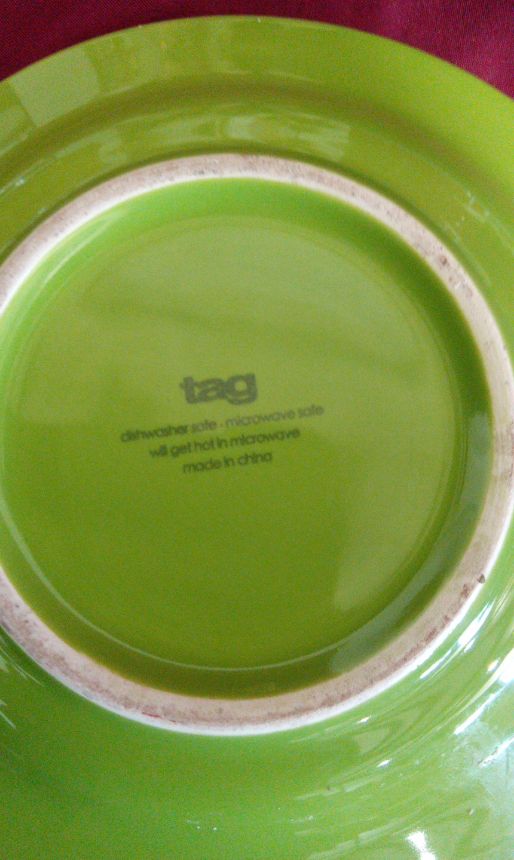 tag
dishwasher safe · microwave safe
will get hot in microwave
made in china